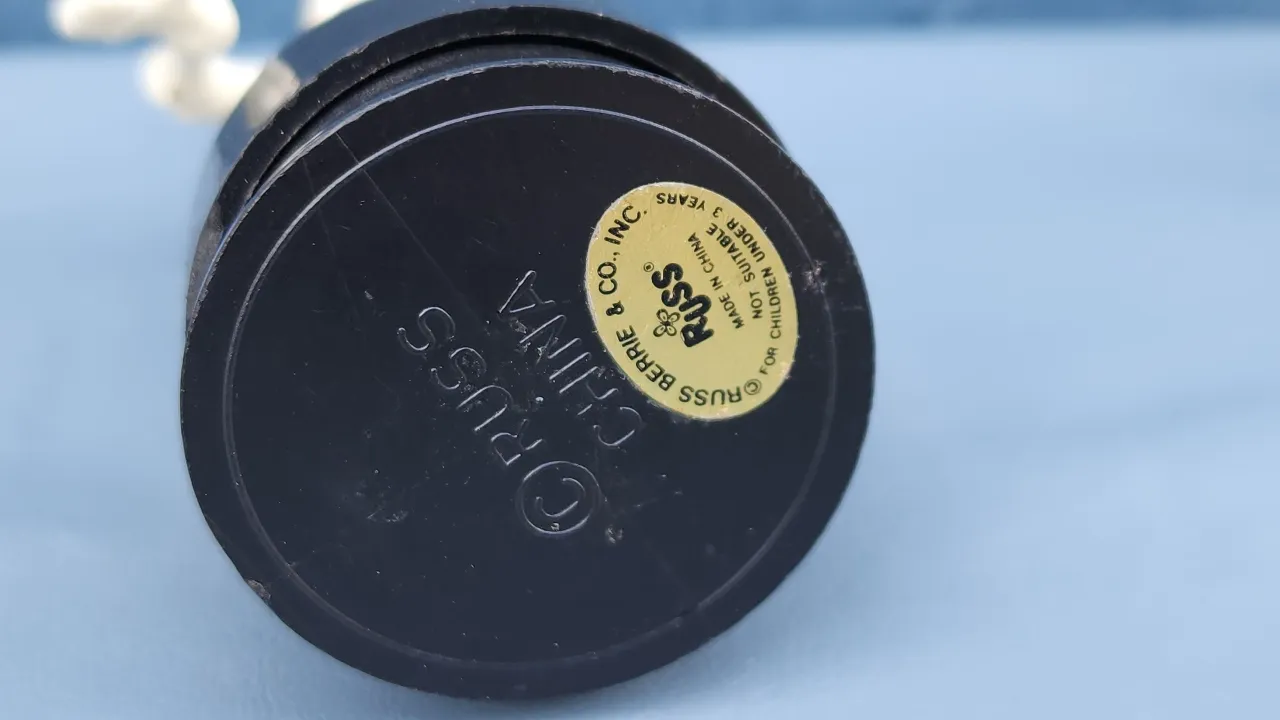 © RUSS
CHINA
© RUSS BERRIE & CO., INC.
RUSS®
MADE IN CHINA
NOT SUITABLE
FOR CHILDREN UNDER 3 YEARS